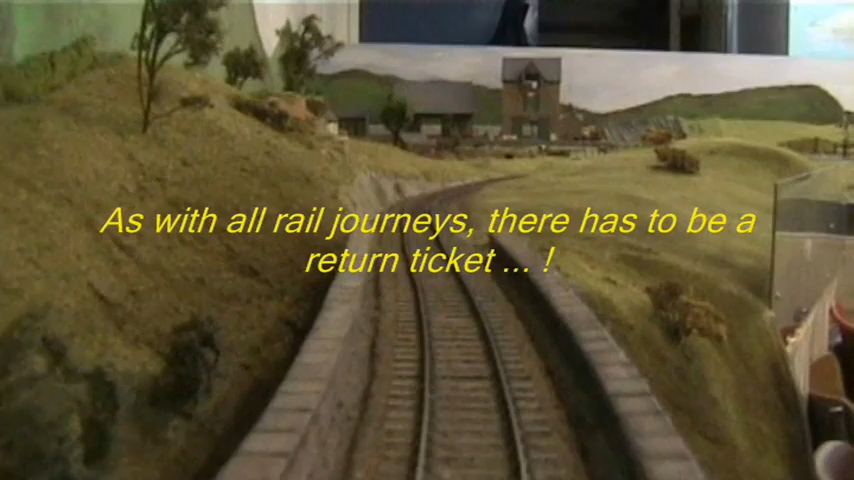 As with all rail journeys, there has to be a
return ticket ... !